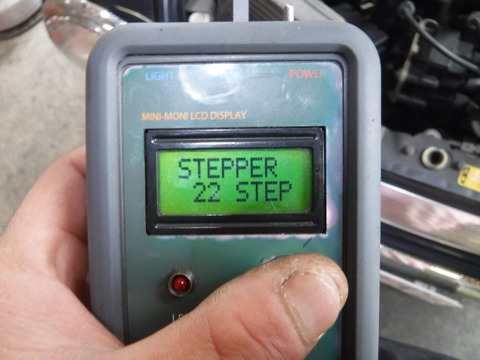 LIGHT
POWER
MINI-MONI LCD DISPLAY
STEPPER
22 STEP